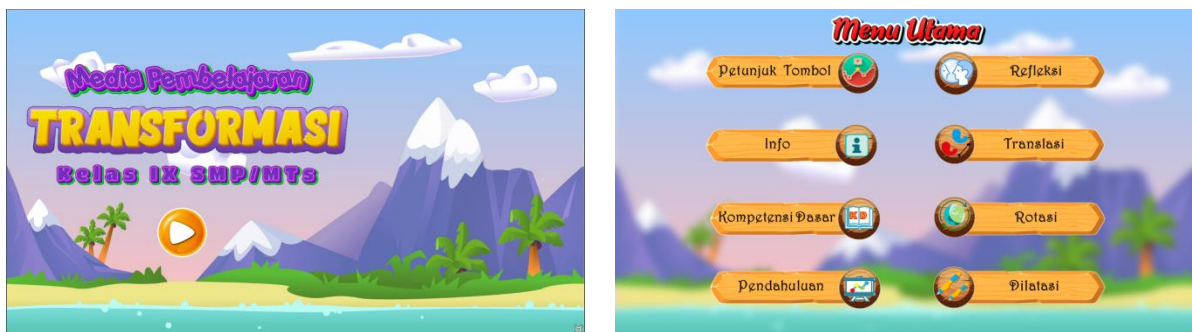 Media Pembelajaran
TRANSFORMASI
Kelas IX SMP/MTs
Menu Utama
Petunjuk Tombol
Refleksi
Info
i
Translasi
Kompetensi Dasar
KD
Rotasi
Pendahuluan
Dilatasi